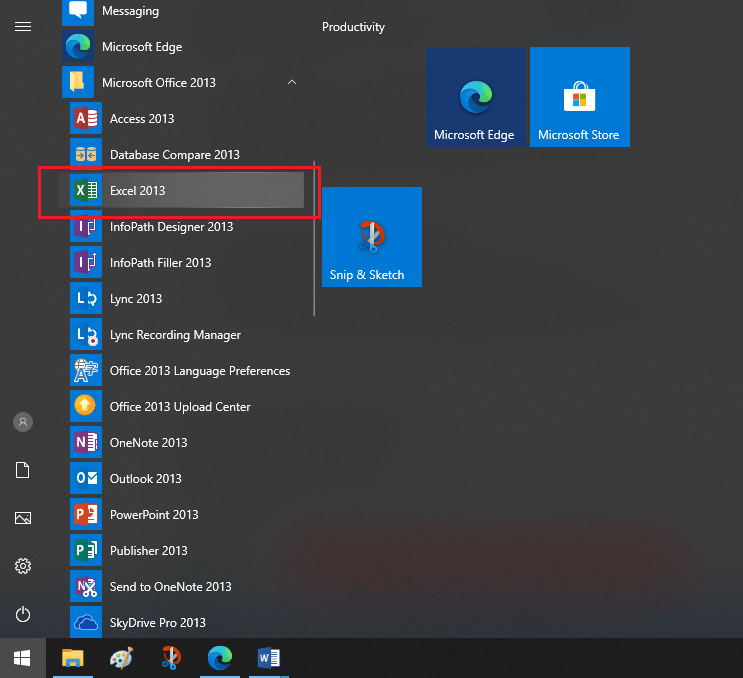 Messaging
Microsoft Edge
Microsoft Office 2013
Access 2013
Database Compare 2013
Excel 2013
InfoPath Designer 2013
InfoPath Filler 2013
Lync 2013
Lync Recording Manager
Office 2013 Language Preferences
Office 2013 Upload Center
OneNote 2013
Outlook 2013
PowerPoint 2013
Publisher 2013
Send to OneNote 2013
SkyDrive Pro 2013
Productivity
Microsoft Edge
Microsoft Store
Snip & Sketch